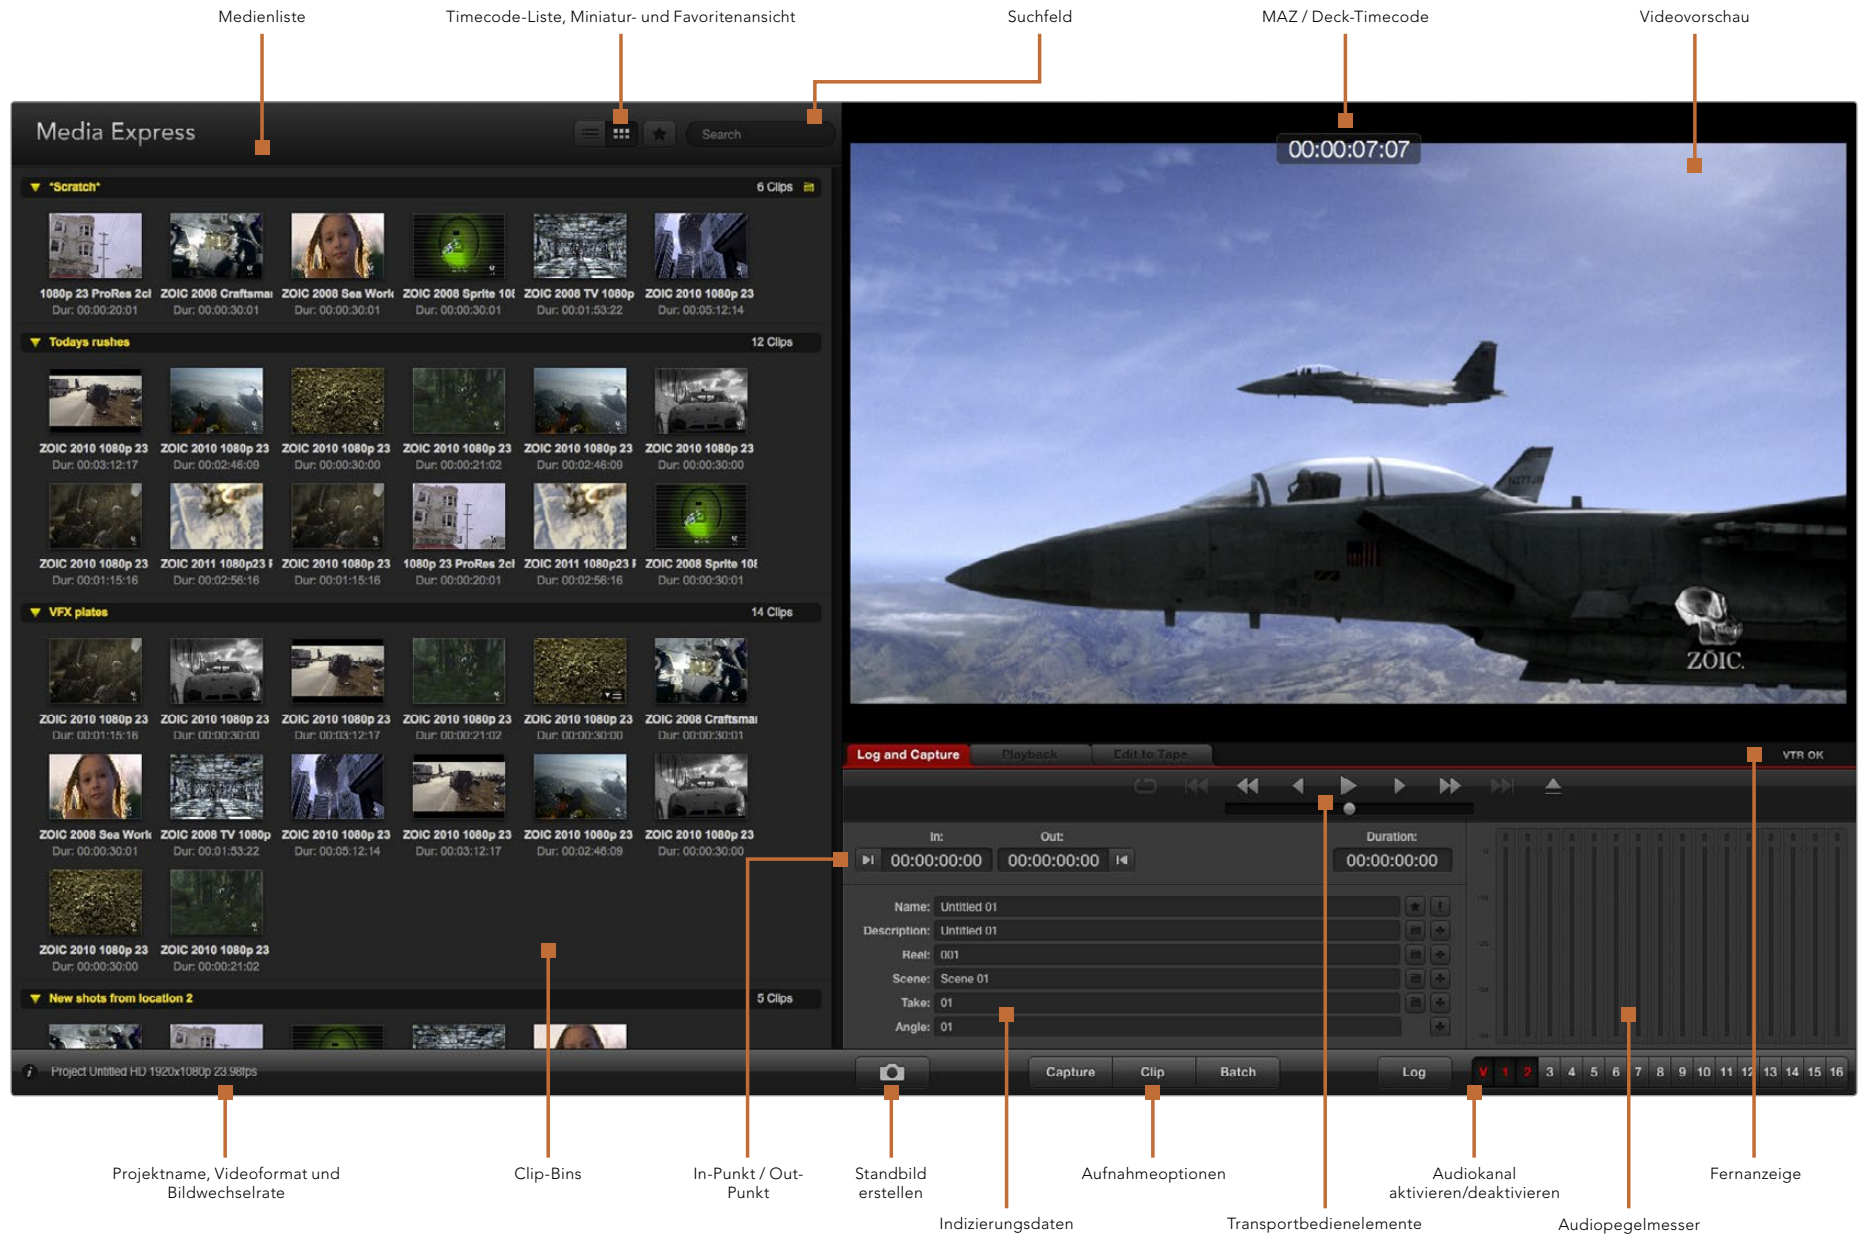 Medienliste
Timecode-Liste, Miniatur- und Favoritenansicht
Suchfeld
MAZ / Deck-Timecode
Videovorschau
Media Express
Search
00:00:07:07
*Scratch*
6 Clips
1080p 23 ProRes 2cl
ZOIC 2008 Craftsmar
ZOIC 2008 Sea World
ZOIC 2008 Sprite 108
ZOIC 2008 TV 1080p
ZOIC 2010 1080p 23
Dur: 00:00:20:01
Dur: 00:00:30:01
Dur: 00:00:30:01
Dur: 00:00:30:01
Dur: 00:01:53:22
Dur: 00:05:12:14
Todays rushes
12 Clips
ZOIC 2010 1080p 23
ZOIC 2010 1080p 23
ZOIC 2010 1080p 23
ZOIC 2010 1080p 23
ZOIC 2010 1080p 23
ZOIC 2010 1080p 23
Dur: 00:03:12:17
Dur: 00:02:46:09
Dur: 00:00:30:00
Dur: 00:00:21:02
Dur: 00:02:46:09
Dur: 00:00:30:00
ZOIC 2010 1080p 23
ZOIC 2011 1080p23 F
ZOIC 2010 1080p 23
1080p 23 ProRes 2cl
ZOIC 2011 1080p23 F
ZOIC 2008 Sprite 108
Dur: 00:01:15:16
Dur: 00:02:56:16
Dur: 00:01:15:16
Dur: 00:00:20:01
Dur: 00:02:56:16
Dur: 00:00:30:01
VFX plates
14 Clips
ZOIC 2010 1080p 23
ZOIC 2010 1080p 23
ZOIC 2010 1080p 23
ZOIC 2010 1080p 23
ZOIC 2010 1080p 23
ZOIC 2008 Craftsmar
Dur: 00:01:15:16
Dur: 00:00:30:00
Dur: 00:03:12:17
Dur: 00:00:21:02
Dur: 00:00:30:00
Dur: 00:00:30:01
ZOIC 2008 Sea World
ZOIC 2008 TV 1080p
ZOIC 2010 1080p 23
ZOIC 2010 1080p 23
ZOIC 2010 1080p 23
ZOIC 2010 1080p 23
Dur: 00:00:30:01
Dur: 00:01:53:22
Dur: 00:05:12:14
Dur: 00:03:12:17
Dur: 00:02:46:09
Dur: 00:00:30:00
ZOIC 2010 1080p 23
ZOIC 2010 1080p 23
Dur: 00:00:30:00
Dur: 00:00:21:02
New shots from location 2
5 Clips
Project Untitled HD 1920x1080p 23.98fps
ZŌIC.
Log and Capture
Playback
Edit to Tape
VTR OK
In:
Out:
Duration:
00:00:00:00
00:00:00:00
00:00:00:00
Name: Untitled 01
Description: Untitled 01
Reel: 001
Scene: Scene 01
Take: 01
Angle: 01
Capture
Clip
Batch
Log
V 1 2 3 4 5 6 7 8 9 10 11 12 13 14 15 16
Projektname, Videoformat und
Bildwechselrate
Clip-Bins
In-Punkt / Out-
Punkt
Standbild
erstellen
Aufnahmeoptionen
Audiokanal
aktivieren/deaktivieren
Fernanzeige
Indizierungsdaten
Transportbedienelemente
Audiopegelmesser